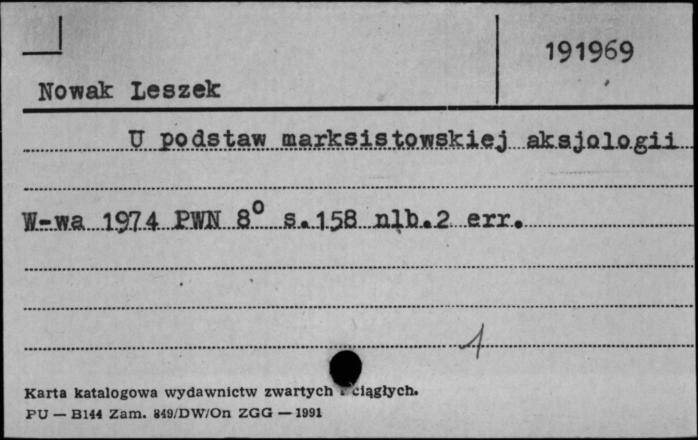 191969
Nowak Leszek
U podstaw marksistowskiej aksjologii
W-wa 1974 PWN 8° s.158 nlb.2 err.
1
Karta katalogowa wydawnictw zwartych ciągłych.
PU — B144 Zam. 849/DW/On ZGG — 1991